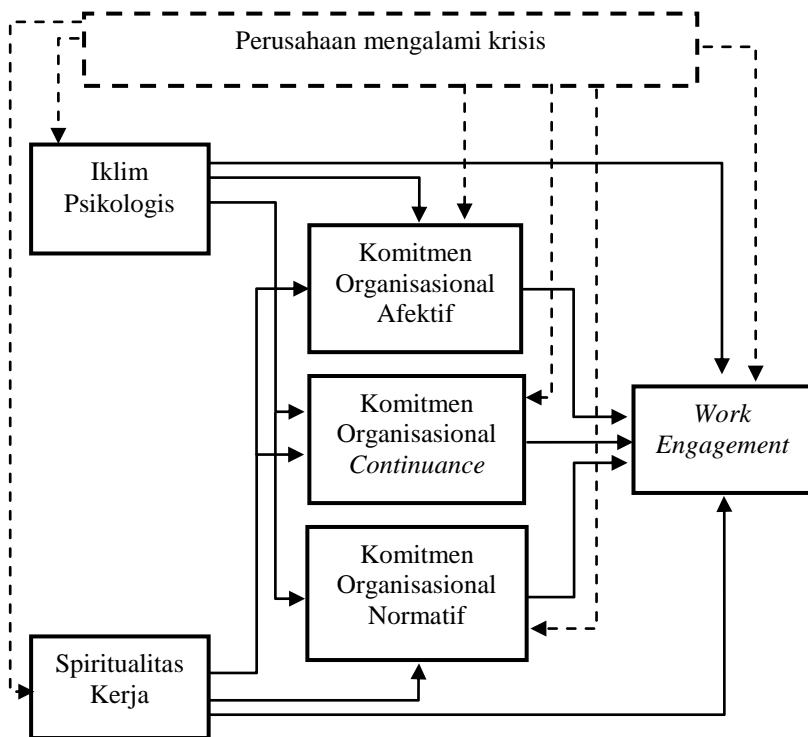 Perusahaan mengalami krisis
Iklim
Psikologis
Komitmen
Organisasional
Afektif
Komitmen
Organisasional
Continuance
Work
Engagement
Komitmen
Organisasional
Normatif
Spiritualitas
Kerja